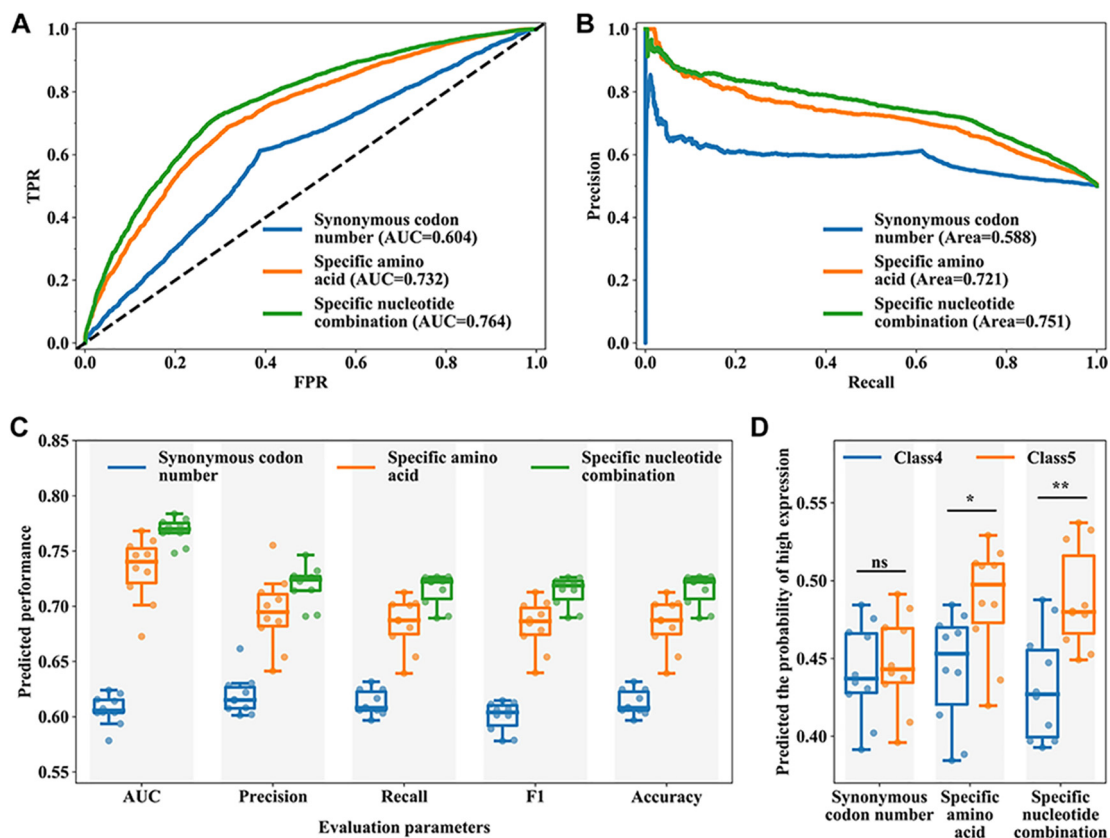 A
1.0
0.8
0.6
0.4
0.2
0.0
TPR
Synonymous codon
number (AUC=0.604)
Specific amino
acid (AUC=0.732)
Specific nucleotide
combination (AUC=0.764)
0.0 0.2 0.4 0.6 0.8 1.0
FPR
B
1.0
0.8
0.6
0.4
0.2
0.0
Precision
Synonymous codon
number (Area=0.588)
Specific amino
acid (Area=0.721)
Specific nucleotide
combination (Area=0.751)
0.0 0.2 0.4 0.6 0.8 1.0
Recall
C
0.85
0.80
0.75
0.70
0.65
0.60
0.55
Predicted performance
Synonymous codon
number
Specific amino
acid
Specific nucleotide
combination
AUC Precision Recall F1 Accuracy
Evaluation parameters
D
Predicted the probability of high expression
0.55
0.50
0.45
0.40
Class4 Class5
ns
*
**
Synonymous
codon number
Specific
amino
acid
Specific
nucleotide
combination